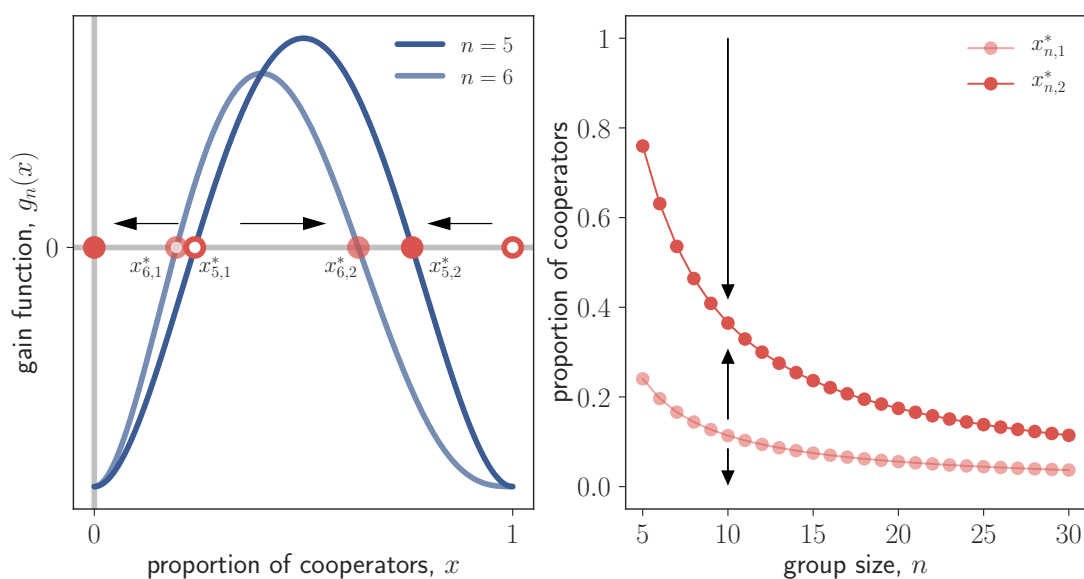 gain function, $g_n(x)$
0
n = 5
n = 6
$x^*_{6,1}$ $x^*_{5,1}$ $x^*_{6,2}$ $x^*_{5,2}$
0 1
proportion of cooperators, $x$
proportion of cooperators
1
0.8
0.6
0.4
0.2
0.0
$x^*_{n,1}$
$x^*_{n,2}$
5 10 15 20 25 30
group size, $n$